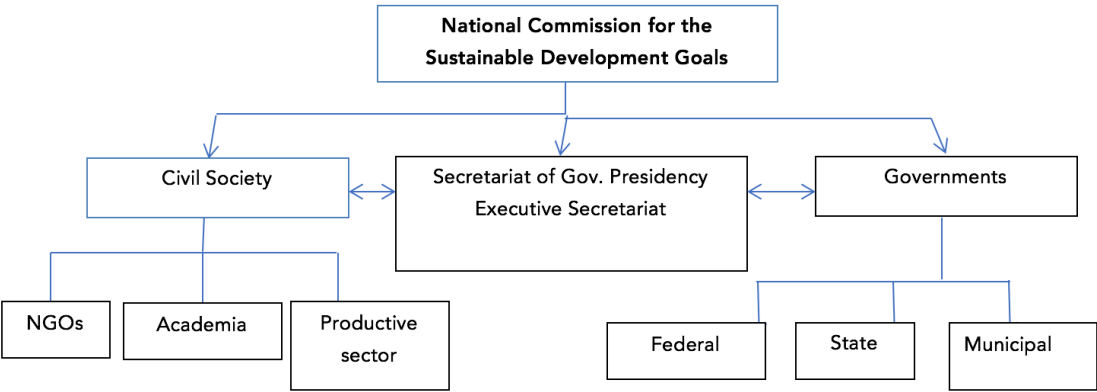 National Commission for the
Sustainable Development Goals
Civil Society
Secretariat of Gov. Presidency
Executive Secretariat
Governments
NGOs
Academia
Productive
sector
Federal
State
Municipal